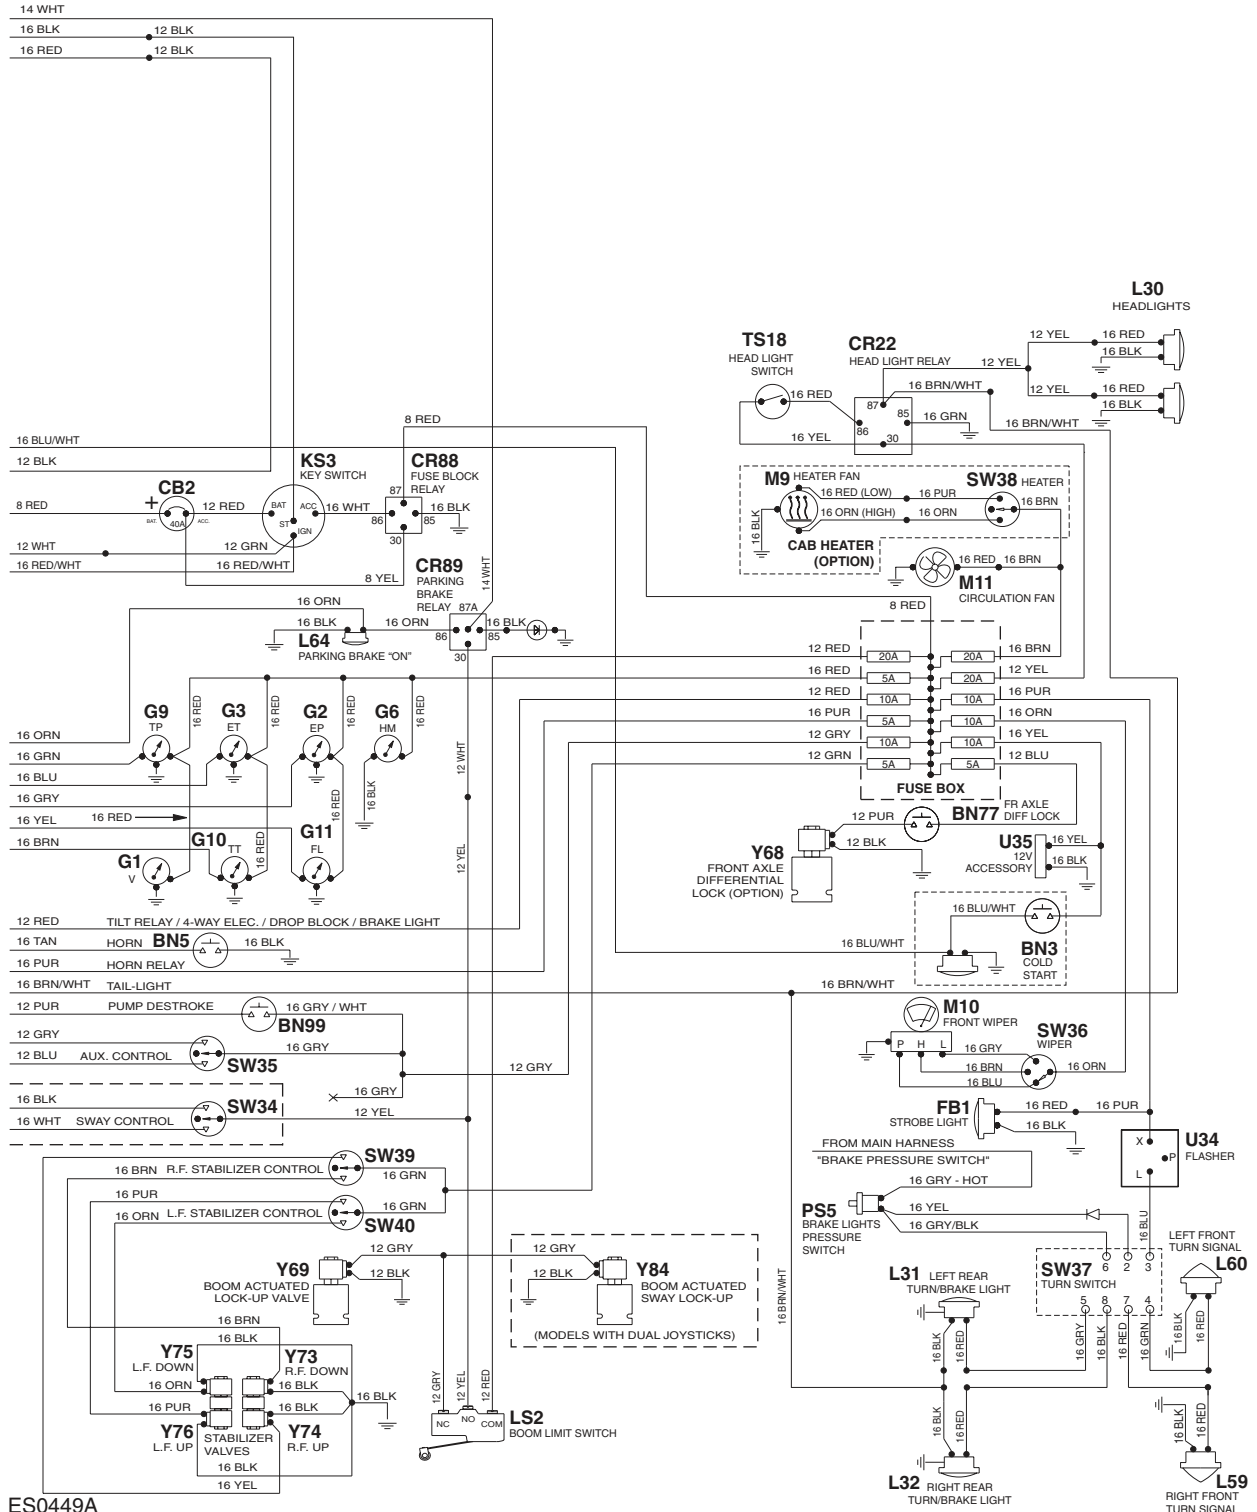 14 WHT
16 BLK 12 BLK
16 RED 12 BLK
L30
HEADLIGHTS
TS18
HEAD LIGHT
SWITCH
CR22
HEAD LIGHT RELAY
12 YEL
12 YEL 16 RED
16 BLK
12 YEL 16 RED
16 BLK
16 RED
16 BRN/WHT
87
85
86
30
16 GRN
16 BRN/WHT
16 YEL
8 RED
16 BLU/WHT
12 BLK
KS3
KEY SWITCH
CR88
FUSE BLOCK
RELAY
CB2
8 RED
+
BAT. 40A ACC.
12 RED
BAT ACC
ST
IGN
16 WHT
87
86 85
30
16 BLK
12 WHT
12 GRN
16 RED/WHT
16 RED/WHT
8 YEL
M9 HEATER FAN
16 RED (LOW) 16 PUR
16 ORN (HIGH) 16 ORN
SW38 HEATER
16 BRN
16 BLK
CAB HEATER
(OPTION)
16 RED 16 BRN
M11
CIRCULATION FAN
CR89
PARKING
BRAKE
RELAY 87A
14 WHT
16 ORN
16 BLK
16 ORN
86 85
30
16 BLK
L64
PARKING BRAKE "ON"
8 RED
12 RED 20A 20A 16 BRN
16 RED 5A 20A 12 YEL
12 RED 10A 10A 16 PUR
16 PUR 5A 10A 16 ORN
12 GRY 10A 10A 16 YEL
12 GRN 5A 5A 12 BLU
FUSE BOX
G9
TP
16 RED
G3
ET
16 RED
G2
EP
16 RED
G6
HM
16 RED
16 ORN
16 GRN
16 BLU
16 GRY
16 YEL
16 RED
16 BRN
12 WHT
16 BLK
16 RED
G1
V
G10
TT
16 RED
G11
FL
12 YEL
12 PUR
12 BLK
BN77
FR AXLE
DIFF LOCK
Y68
FRONT AXLE
DIFFERENTIAL
LOCK (OPTION)
U35
12V
ACCESSORY
16 YEL
16 BLK
16 BLU/WHT
16 BLU/WHT
BN3
COLD
START
12 RED TILT RELAY / 4-WAY ELEC. / DROP BLOCK / BRAKE LIGHT
16 TAN HORN BN5 16 BLK
16 PUR HORN RELAY
16 BRN/WHT TAIL-LIGHT
16 BRN/WHT
12 PUR PUMP DESTROKE 16 GRY / WHT
BN99
12 GRY
12 BLU AUX. CONTROL
16 GRY
SW35
12 GRY
16 GRY
16 BLK
16 WHT SWAY CONTROL
SW34
12 YEL
M10
FRONT WIPER
P H L
16 GRY
16 BRN
16 BLU
SW36
WIPER
16 ORN
FB1
STROBE LIGHT
16 RED 16 PUR
16 BLK
X
P
L
U34
FLASHER
SW39
16 BRN R.F. STABILIZER CONTROL
16 GRN
16 PUR
16 ORN L.F. STABILIZER CONTROL
16 GRN
SW40
FROM MAIN HARNESS
"BRAKE PRESSURE SWITCH"
16 GRY - HOT
16 YEL
16 GRY/BLK
PS5
BRAKE LIGHTS
PRESSURE
SWITCH
16 BLU
12 GRY
12 BLK
Y69
BOOM ACTUATED
LOCK-UP VALVE
12 GRY
12 BLK
Y84
BOOM ACTUATED
SWAY LOCK-UP
(MODELS WITH DUAL JOYSTICKS)
16 BRN/WHT
L31 LEFT REAR
TURN/BRAKE LIGHT
SW37
TURN SWITCH
6 2 3
5 8 7 4
LEFT FRONT
TURN SIGNAL
L60
16 BLK
16 RED
16 GRY
16 BLK
16 RED
16 GRN
16 BLK
16 RED
16 BRN
16 BLK
Y75
L.F. DOWN
Y73
R.F. DOWN
16 ORN
16 BLK
16 BLK
16 PUR
16 BLK
Y76
L.F. UP
STABILIZER
VALVES
Y74
R.F. UP
16 BLK
16 YEL
12 GRY
12 YEL
12 RED
NC NO COM
LS2
BOOM LIMIT SWITCH
16 BLK
16 RED
L32 RIGHT REAR
TURN/BRAKE LIGHT
16 BLK
16 RED
L59
RIGHT FRONT
TURN SIGNAL
ES0449A